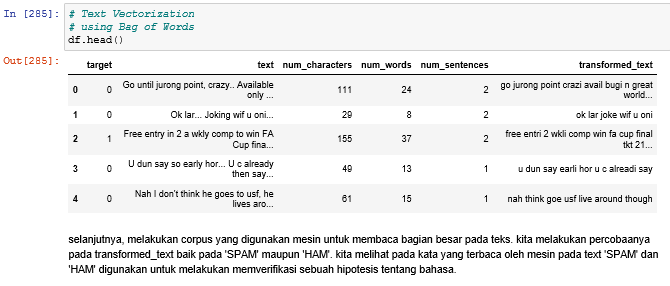 In [285]: # Text Vectorization
# using Bag of Words
df.head()
Out[285]:
target text num_characters num_words num_sentences transformed_text
0 0 Go until jurong point, crazy.. Available only ... 111 24 2 go jurong point crazi avail bugi n great world...
1 0 Ok lar... Joking wif u oni... 29 8 2 ok lar joke wif u oni
2 1 Free entry in 2 a wkly comp to win FA Cup fina... 155 37 2 free entri 2 wkli comp win fa cup final tkt 21...
3 0 U dun say so early hor... U c already then say... 49 13 1 u dun say earli hor u c alreadi say
4 0 Nah I don't think he goes to usf, he lives aro... 61 15 1 nah think goe usf live around though
selanjutnya, melakukan corpus yang digunakan mesin untuk membaca bagian besar pada teks. kita melakukan percobaanya
pada transformed_text baik pada 'SPAM' maupun 'HAM'. kita melihat pada kata yang terbaca oleh mesin pada text 'SPAM' dan
'HAM' digunakan untuk melakukan memverifikasi sebuah hipotesis tentang bahasa.